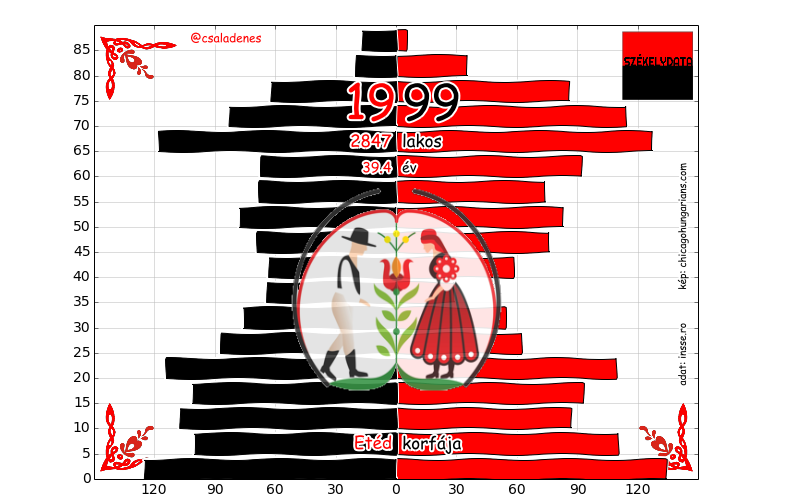 @csaladenes
SZÉKELYDATA
1999
2847 lakos
39.4 év
kép: chicagohungarians.com
adat: insse.ro
Etéd korfája
85
80
75
70
65
60
55
50
45
40
35
30
25
20
15
10
5
0
120 90 60 30 0 30 60 90 120